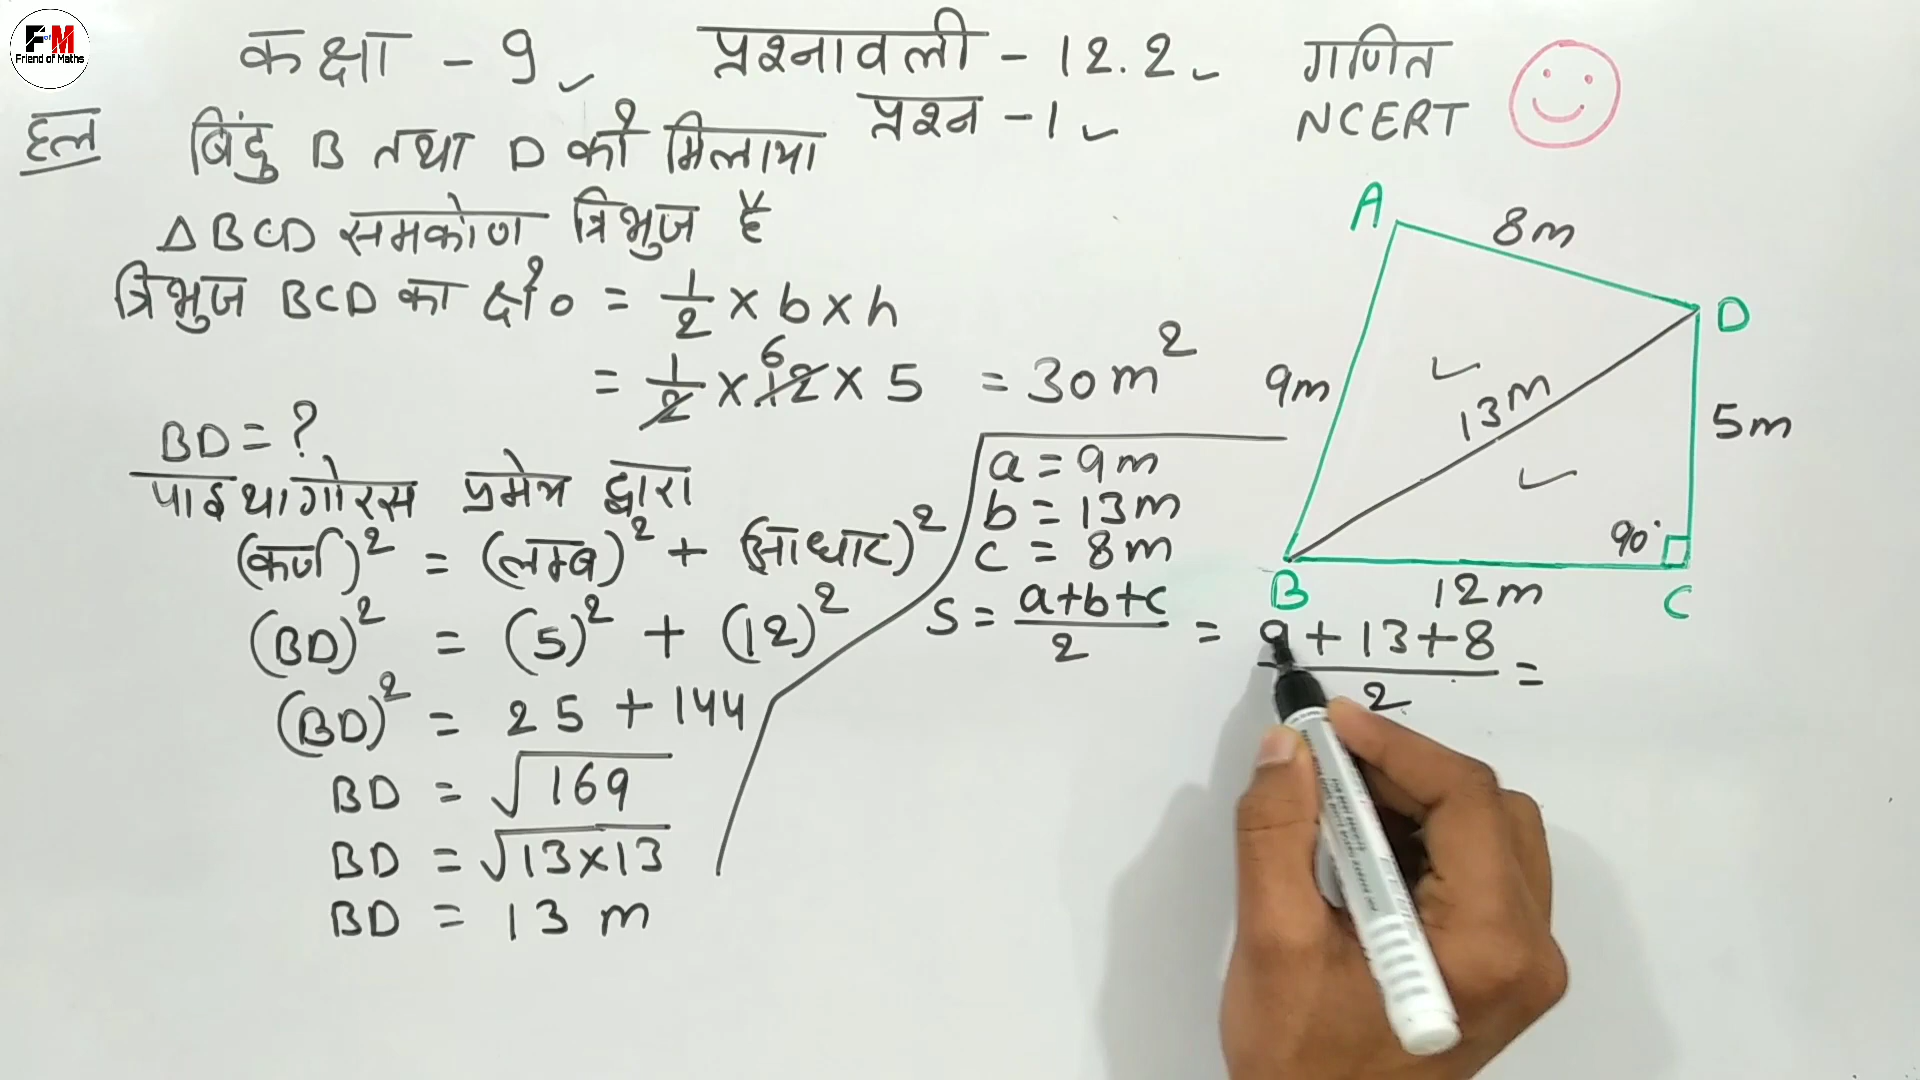 FofM
Friend of Maths
कक्षा - 9 प्रश्नावली - 12.2 गणित
प्रश्न - 1 NCERT
हल बिंदु B तथा D को मिलाया
Δ BCD समकोण त्रिभुज है
त्रिभुज BCD का क्षे० = 1/2 × b × h
= 1/2 × 12 × 5 = 30 m²
6
BD = ?
पाइथागोरस प्रमेय द्वारा
(कर्ण)² = (लम्ब)² + (आधार)²
(BD)² = (5)² + (12)²
(BD)² = 25 + 144
BD = √169
BD = √13×13
BD = 13 m
a = 9m
b = 13m
c = 8m
S = a+b+c/2 = 9+13+8/2 =
A
8m
D
9m
13m
5m
90°
B
12m
C